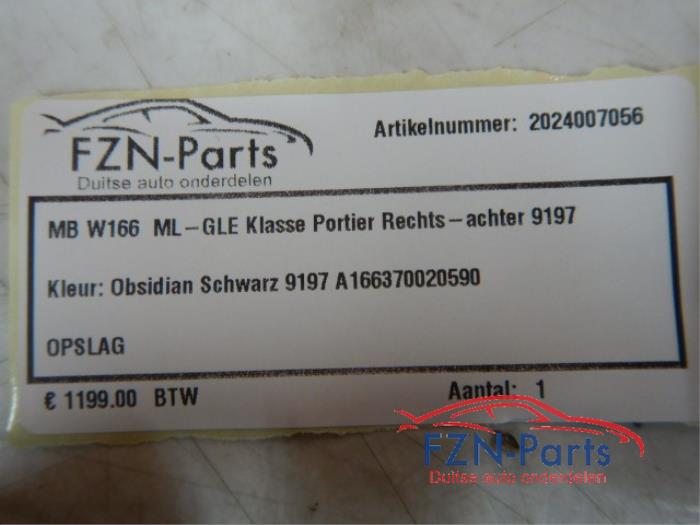 FZN-Parts
Duitse auto onderdelen
Artikelnummer: 2024007056
MB W166 ML-GLE Klasse Portier Rechts-achter 9197
Kleur: Obsidian Schwarz 9197 A166370020590
OPSLAG
€ 1199.00 BTW
Aantal: 1
FZN-Parts
Duitse auto onderdelen